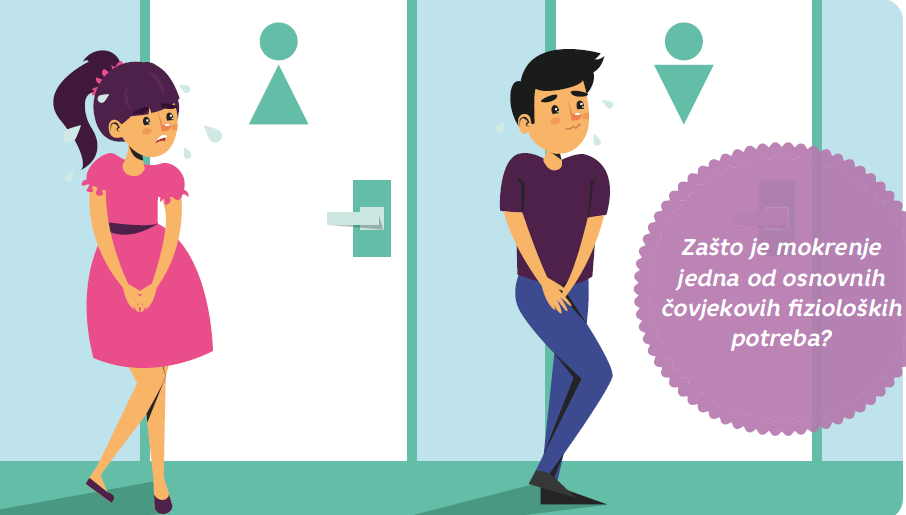 Zašto je mokrenje
jedna od osnovnih
čovjekovih fizioloških
potreba?